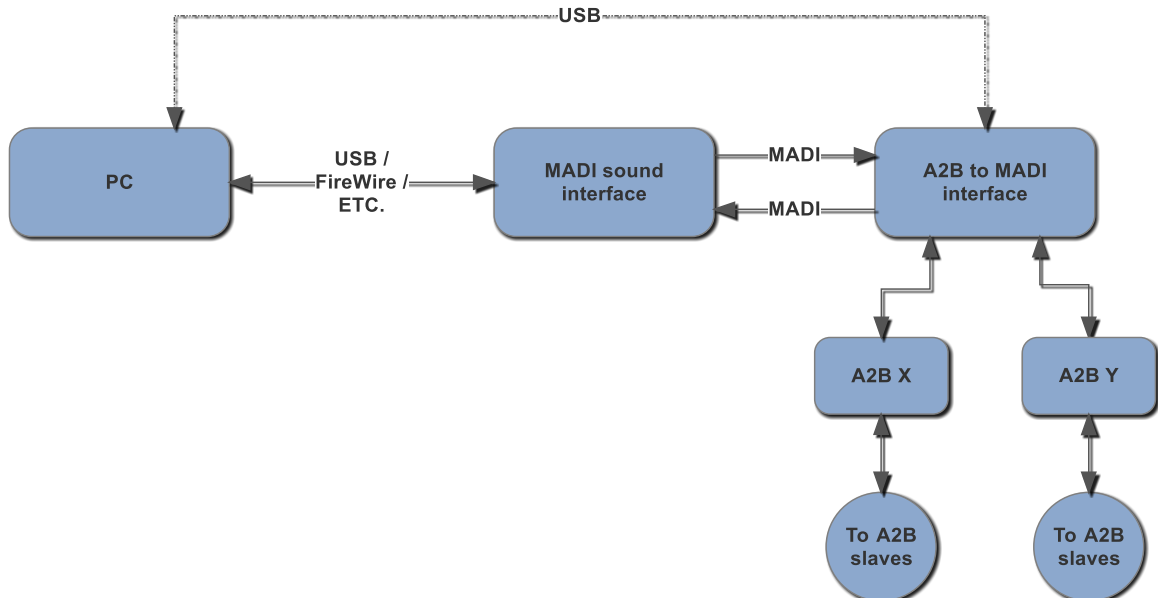 USB
PC
USB /
FireWire /
ETC.
MADI sound
interface
MADI
MADI
A2B to MADI
interface
A2B X
A2B Y
To A2B
slaves
To A2B
slaves